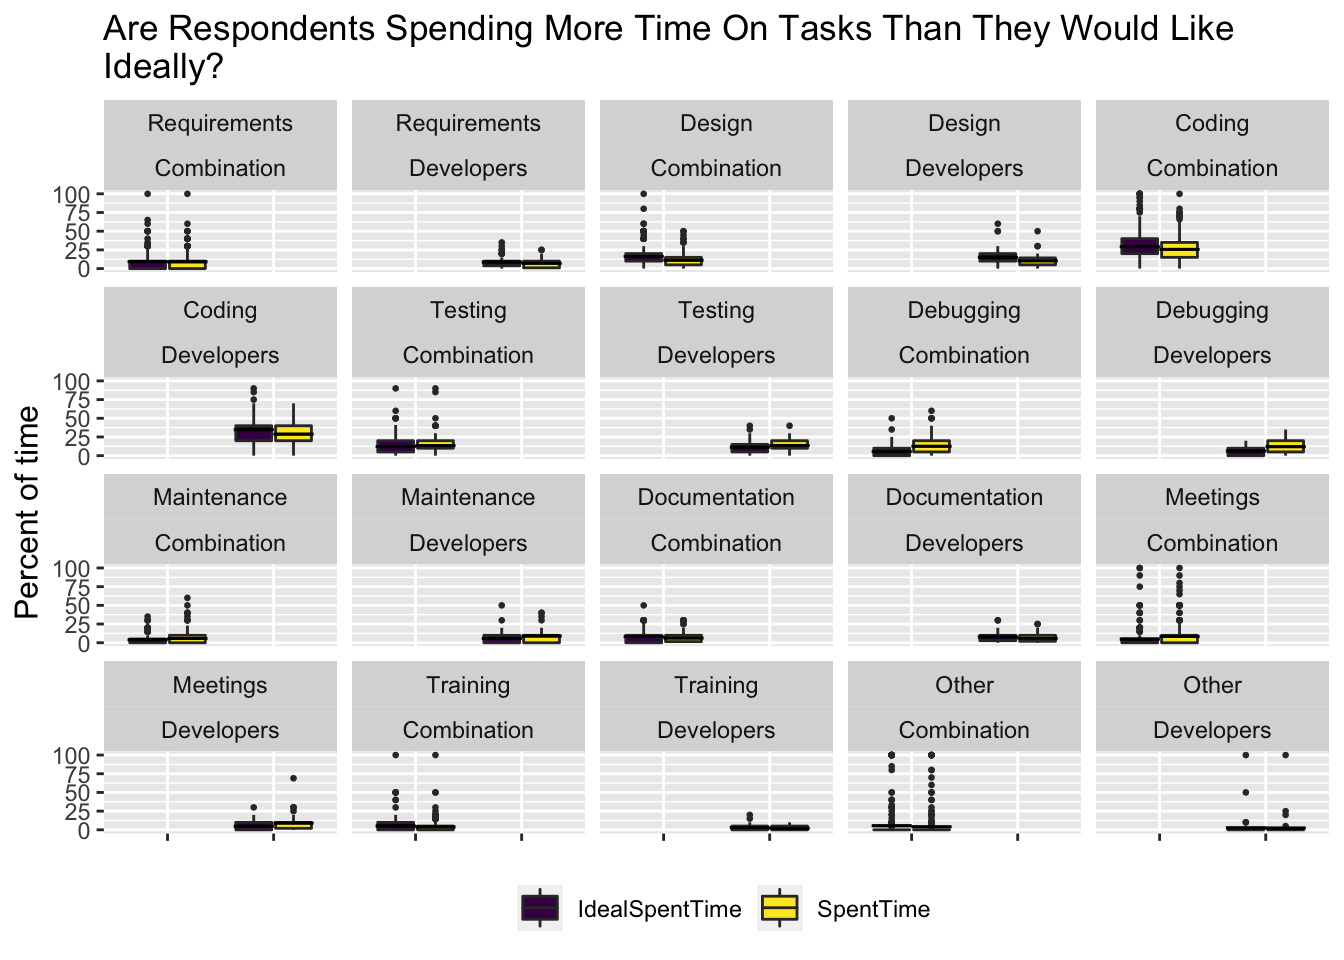 Are Respondents Spending More Time On Tasks Than They Would Like
Ideally?
Percent of time
Requirements
Combination
Requirements
Developers
Design
Combination
Design
Developers
Coding
Combination
100
75
50
25
0
Coding
Developers
Testing
Combination
Testing
Developers
Debugging
Combination
Debugging
Developers
100
75
50
25
0
Maintenance
Combination
Maintenance
Developers
Documentation
Combination
Documentation
Developers
Meetings
Combination
100
75
50
25
0
Meetings
Developers
Training
Combination
Training
Developers
Other
Combination
Other
Developers
100
75
50
25
0
IdealSpentTime
SpentTime